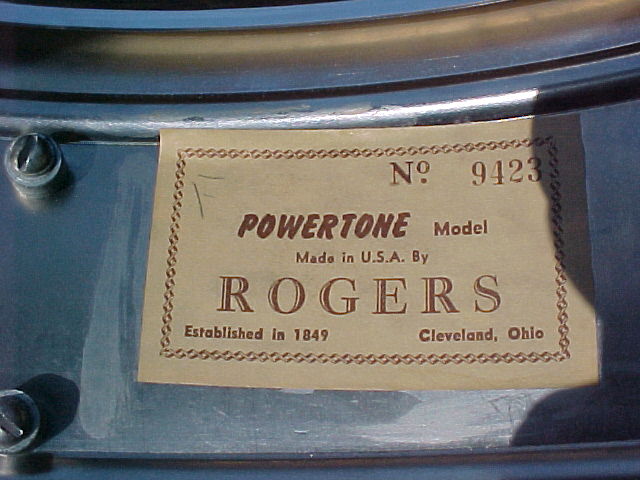 Nº 9423
F
POWERTONE Model
Made in U.S.A. By
ROGERS
Established in 1849 Cleveland, Ohio